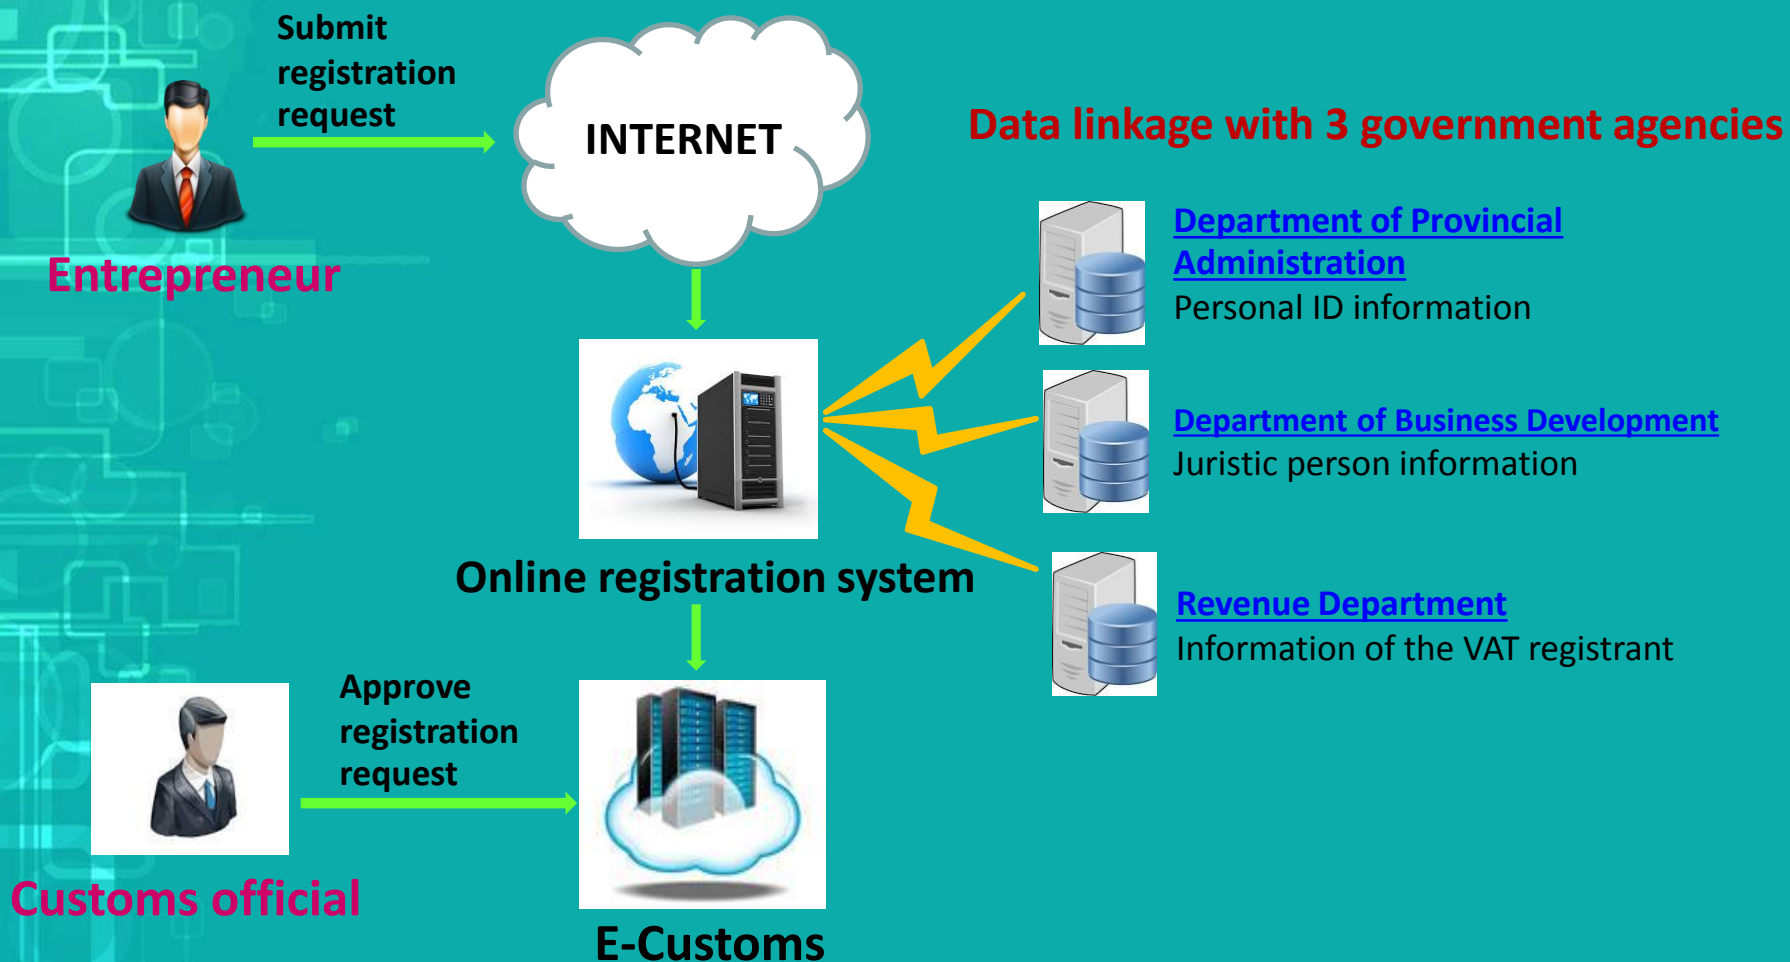 Submit
registration
request
INTERNET
Entrepreneur
Data linkage with 3 government agencies
Department of Provincial
Administration
Personal ID information
Department of Business Development
Juristic person information
Revenue Department
Information of the VAT registrant
Online registration system
Approve
registration
request
Customs official
E-Customs